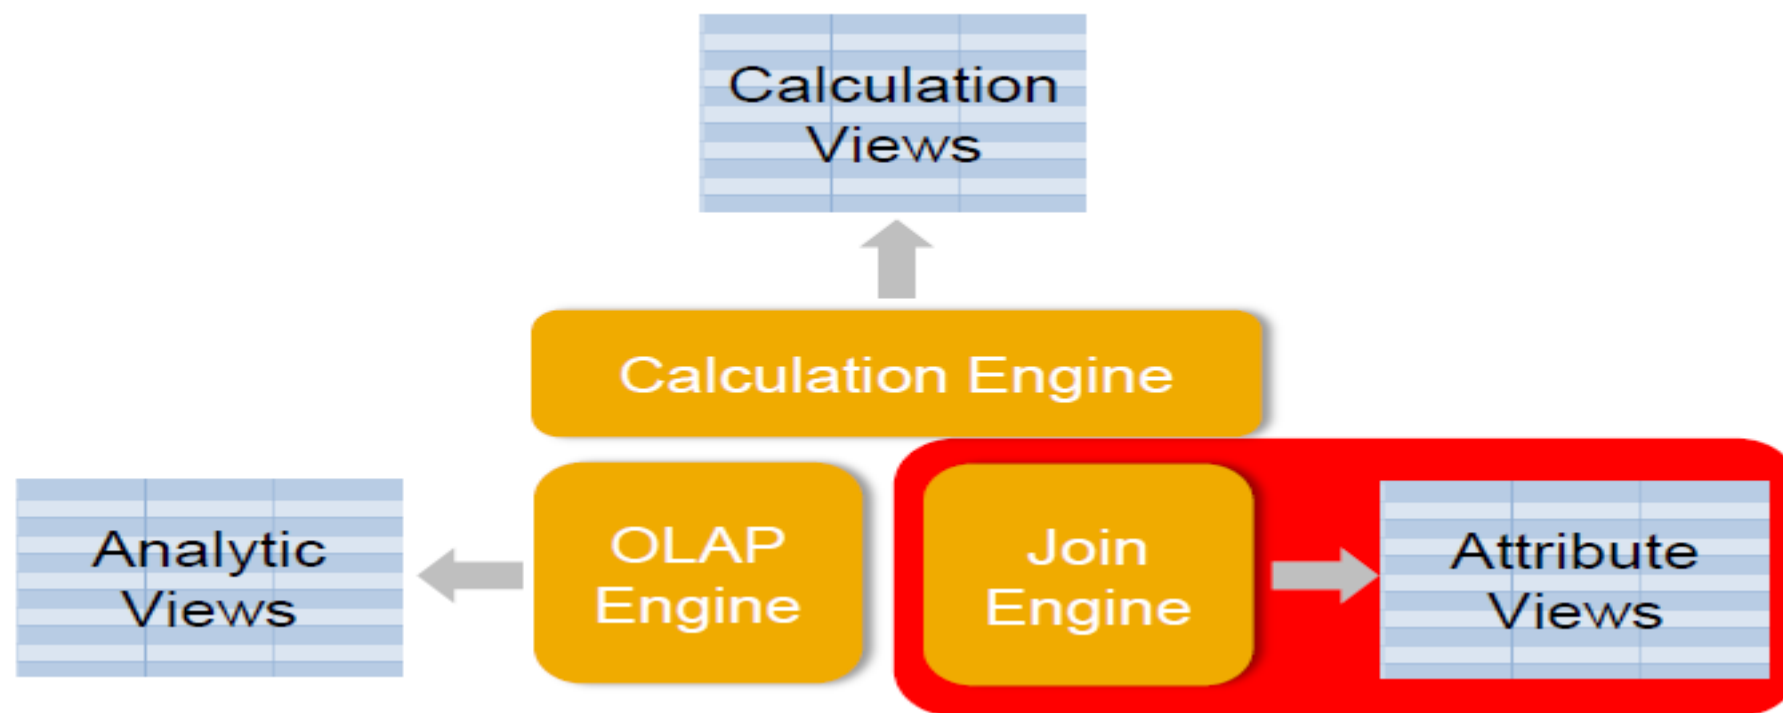 Calculation
Views
Calculation Engine
Analytic
Views
OLAP
Engine
Join
Engine
Attribute
Views